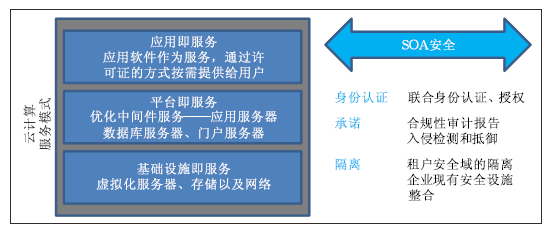 云计算
服务模式
应用即服务
应用软件作为服务，通过许
可证的方式按需提供给用户
平台即服务
优化中间件服务——应用服务器
数据库服务器、门户服务器
基础设施即服务
虚拟化服务器、存储以及网络
SOA安全
身份认证 联合身份认证、授权
承诺 合规性审计报告
入侵检测和抵御
隔离 租户安全域的隔离
企业现有安全设施
整合